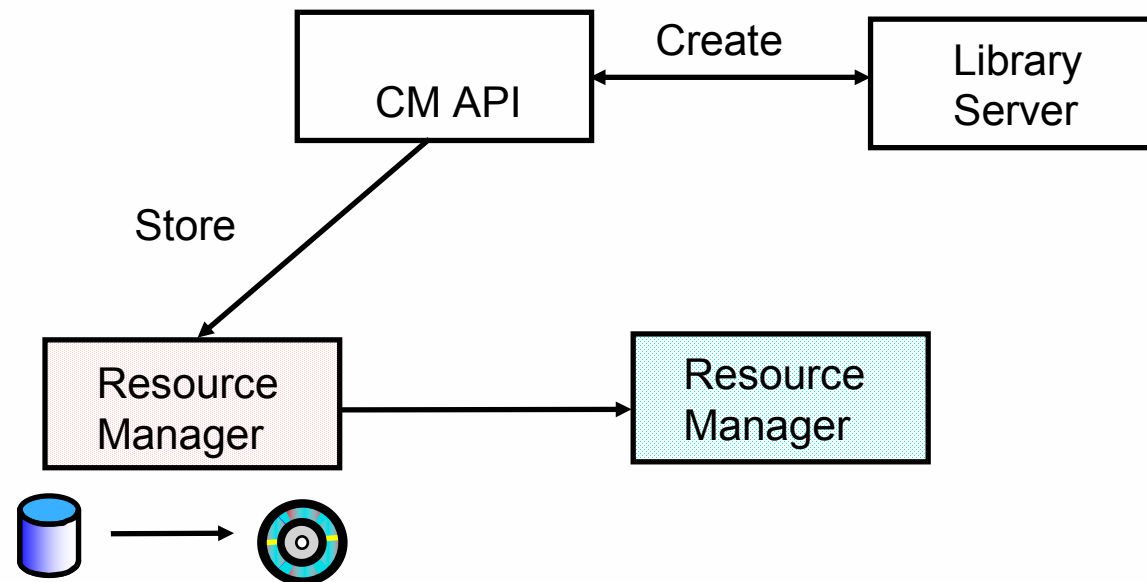 Create
Library
Server
CM API
Store
Resource
Manager
Resource
Manager